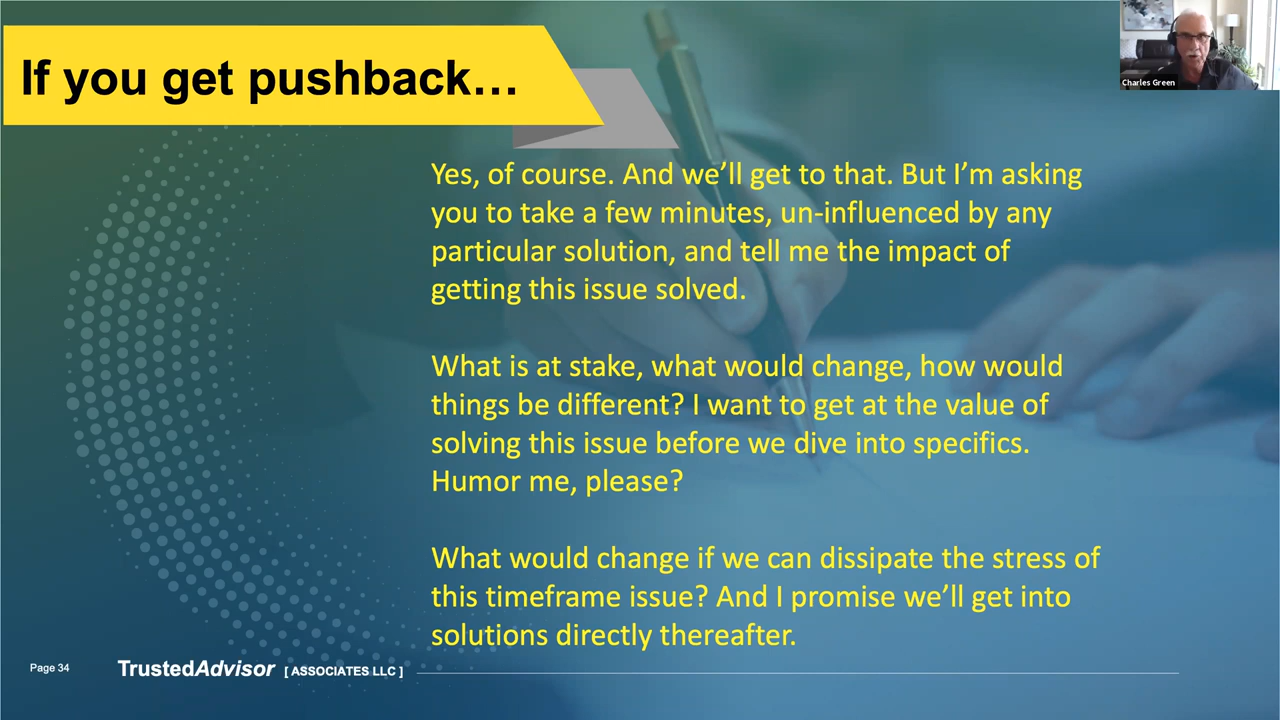 If you get pushback…
Charles Green
Yes, of course. And we’ll get to that. But I’m asking
you to take a few minutes, un-influenced by any
particular solution, and tell me the impact of
getting this issue solved.
What is at stake, what would change, how would
things be different? I want to get at the value of
solving this issue before we dive into specifics.
Humor me, please?
What would change if we can dissipate the stress of
this timeframe issue? And I promise we’ll get into
solutions directly thereafter.
Page 34
TrustedAdvisor [ ASSOCIATES LLC ]